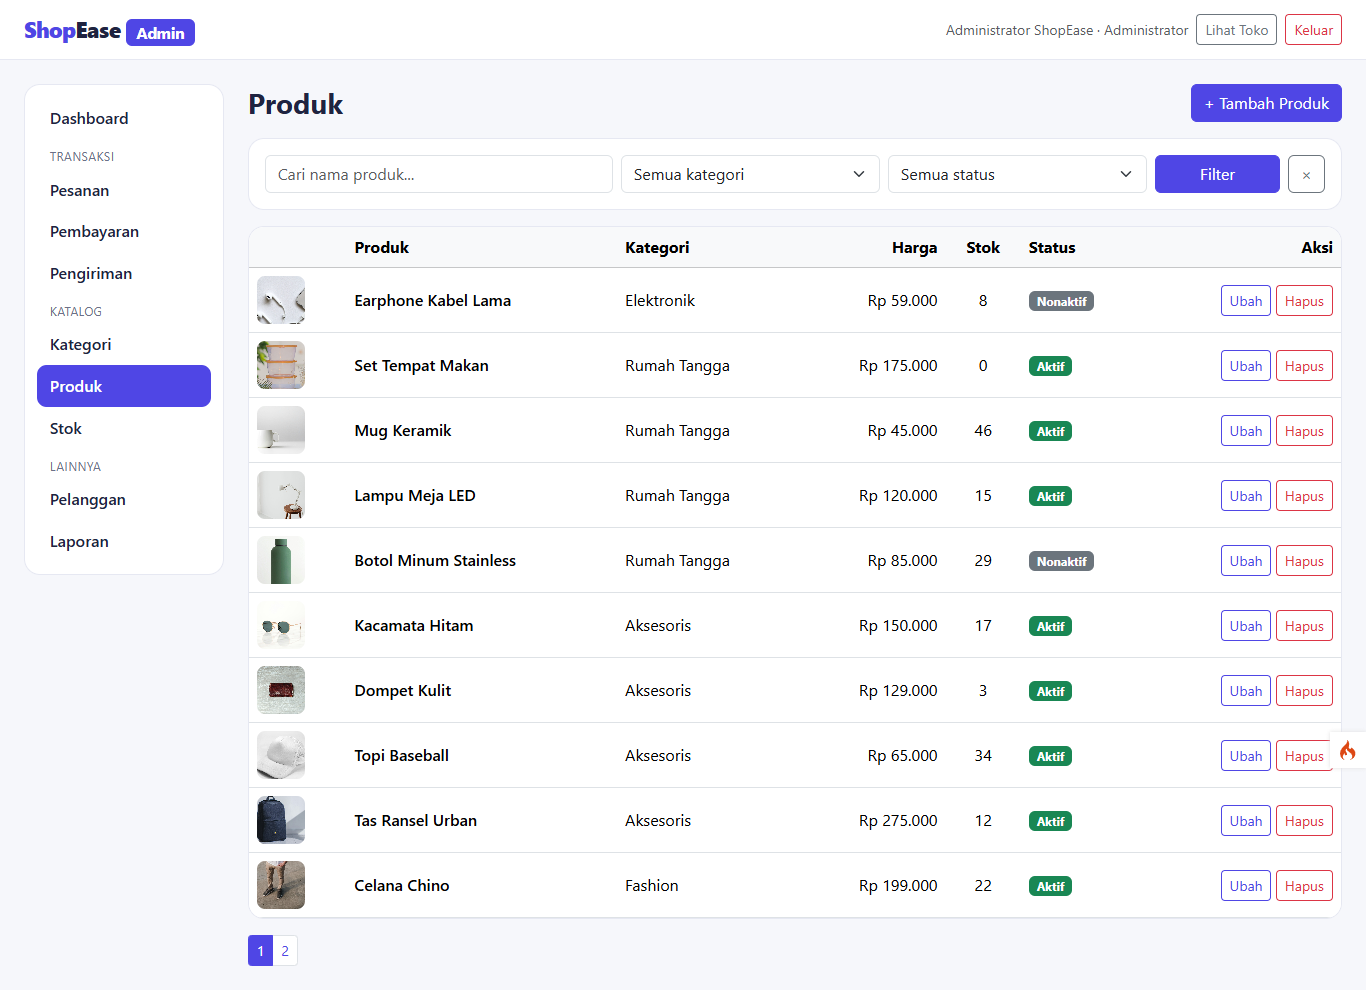 ShopEase Admin
Administrator ShopEase · Administrator
Lihat Toko
Keluar
Dashboard
TRANSAKSI
Pesanan
Pembayaran
Pengiriman
KATALOG
Kategori
Produk
Stok
LAINNYA
Pelanggan
Laporan
Produk
+ Tambah Produk
Cari nama produk...
Semua kategori
Semua status
Filter
×
Produk Kategori Harga Stok Status Aksi
Earphone Kabel Lama Elektronik Rp 59.000 8 Nonaktif Ubah Hapus
Set Tempat Makan Rumah Tangga Rp 175.000 0 Aktif Ubah Hapus
Mug Keramik Rumah Tangga Rp 45.000 46 Aktif Ubah Hapus
Lampu Meja LED Rumah Tangga Rp 120.000 15 Aktif Ubah Hapus
Botol Minum Stainless Rumah Tangga Rp 85.000 29 Nonaktif Ubah Hapus
Kacamata Hitam Aksesoris Rp 150.000 17 Aktif Ubah Hapus
Dompet Kulit Aksesoris Rp 129.000 3 Aktif Ubah Hapus
Topi Baseball Aksesoris Rp 65.000 34 Aktif Ubah Hapus
Tas Ransel Urban Aksesoris Rp 275.000 12 Aktif Ubah Hapus
Celana Chino Fashion Rp 199.000 22 Aktif Ubah Hapus
1 2